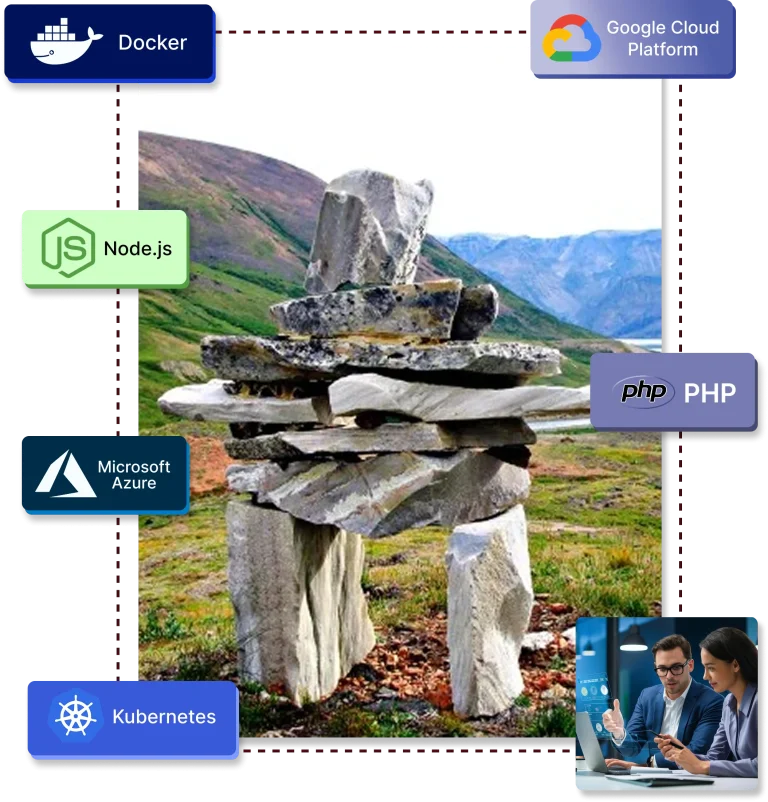 Docker
Google Cloud
Platform
JS
Node.js
php
PHP
Microsoft
Azure
Kubernetes